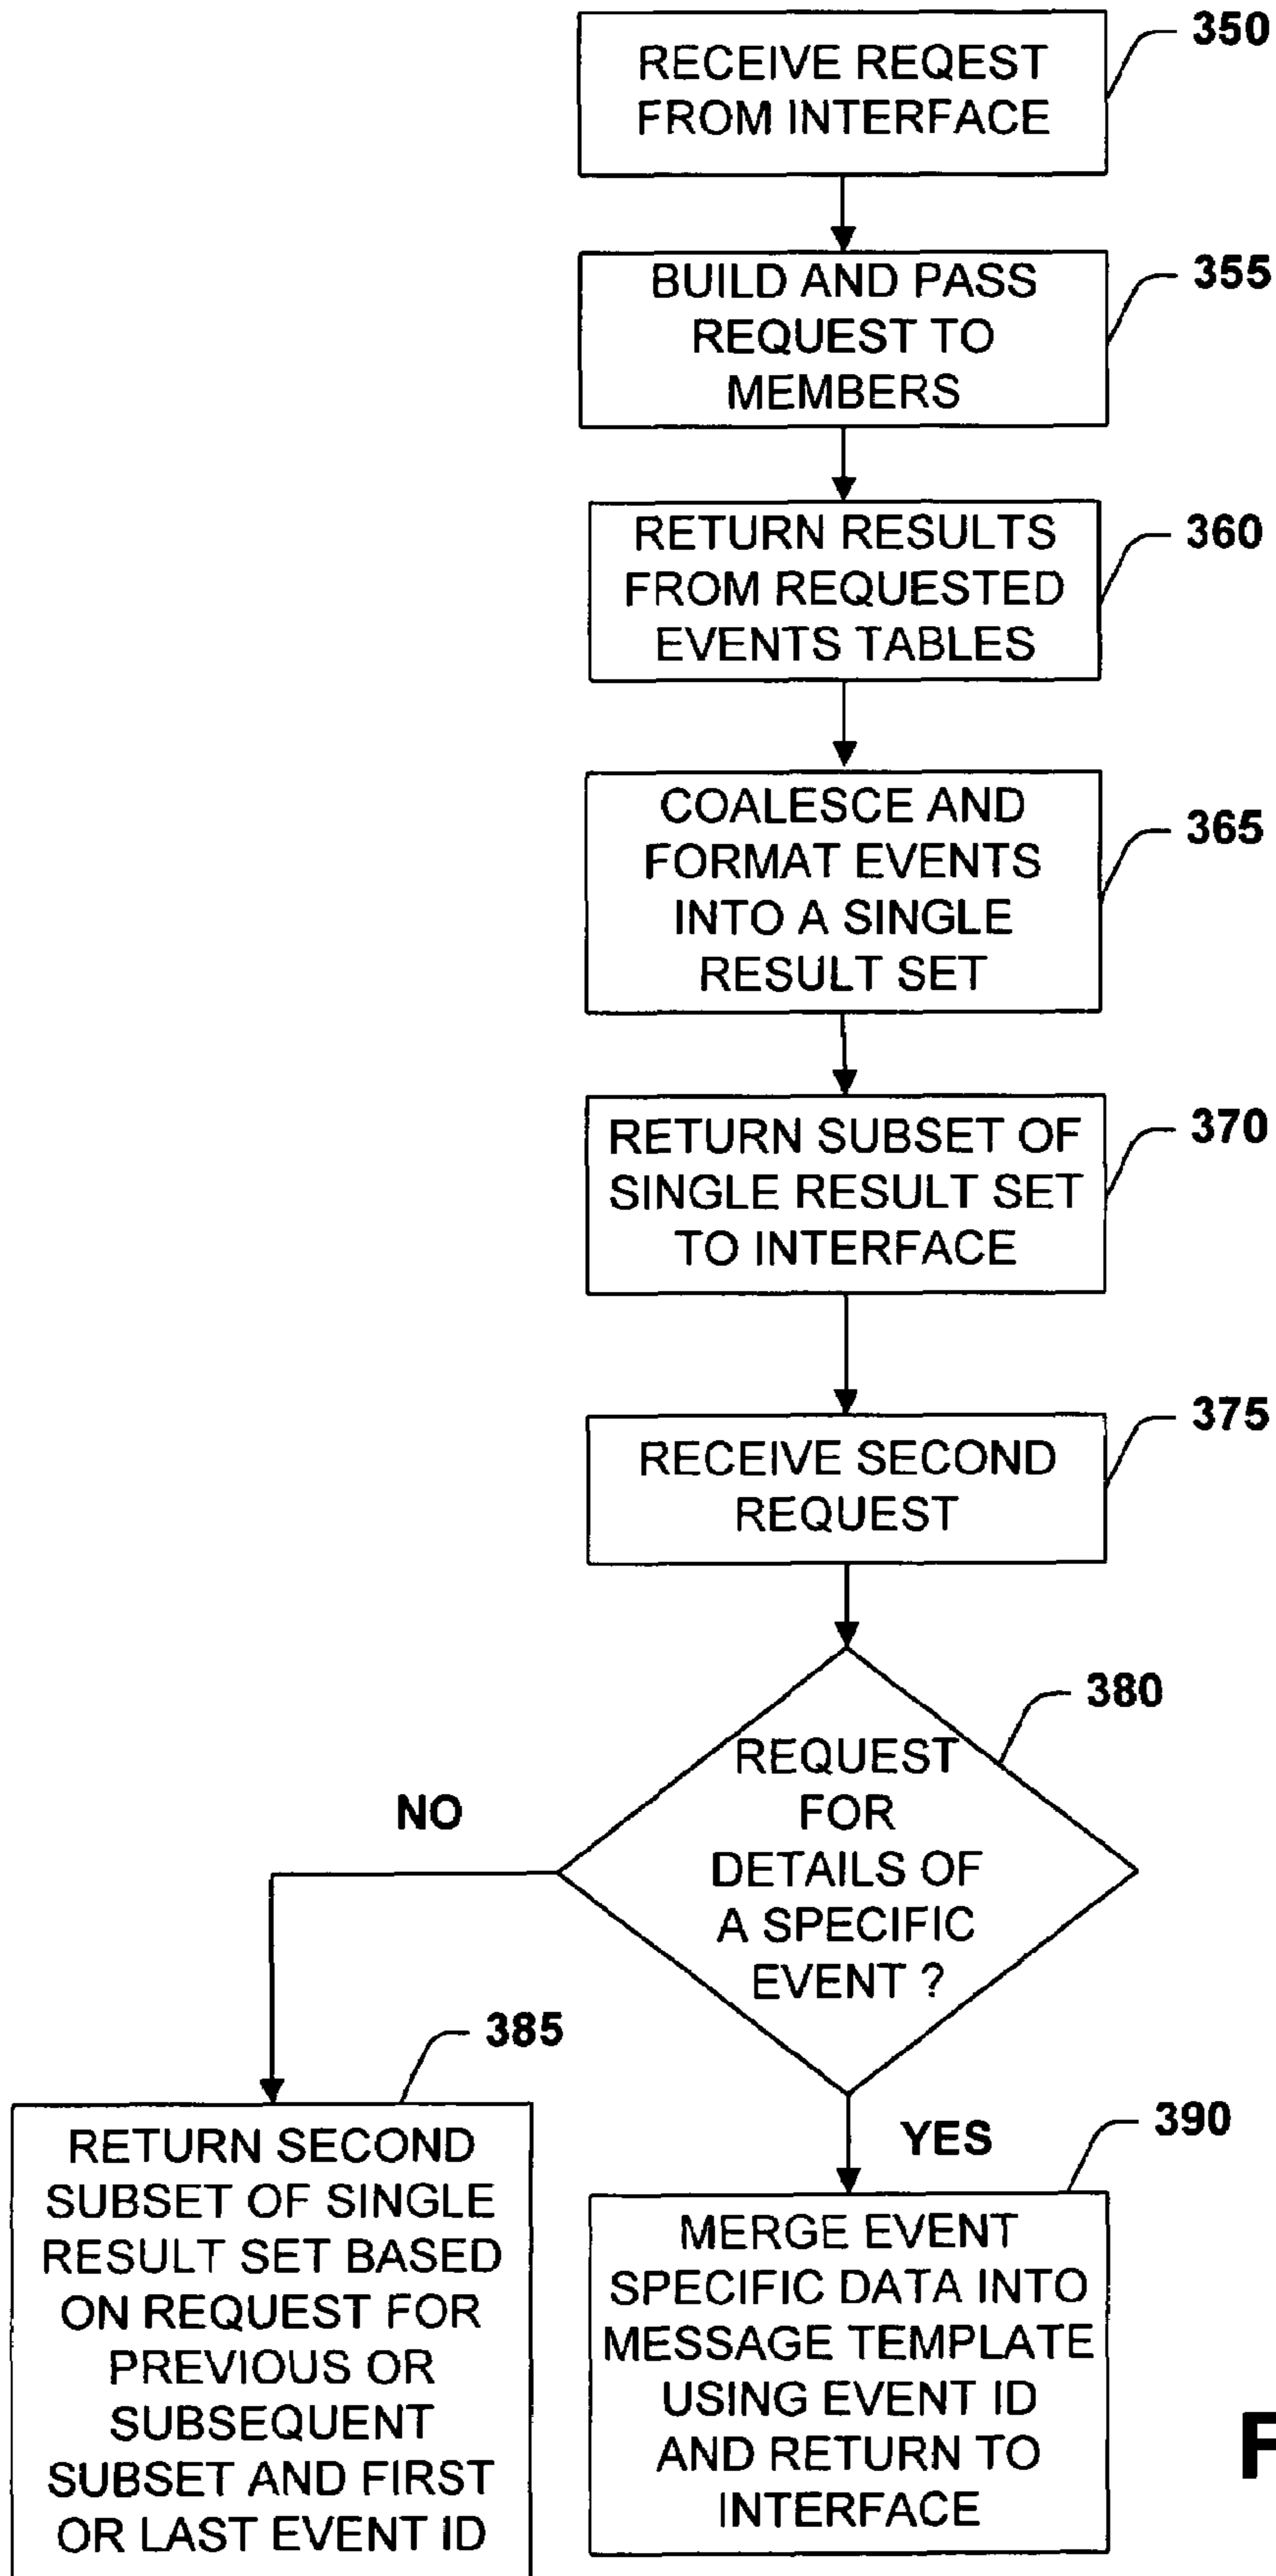 350
RECEIVE REQEST
FROM INTERFACE
355
BUILD AND PASS
REQUEST TO
MEMBERS
360
RETURN RESULTS
FROM REQUESTED
EVENTS TABLES
365
COALESCE AND
FORMAT EVENTS
INTO A SINGLE
RESULT SET
370
RETURN SUBSET OF
SINGLE RESULT SET
TO INTERFACE
375
RECEIVE SECOND
REQUEST
380
REQUEST
FOR
DETAILS OF
A SPECIFIC
EVENT ?
NO
385
RETURN SECOND
SUBSET OF SINGLE
RESULT SET BASED
ON REQUEST FOR
PREVIOUS OR
SUBSEQUENT
SUBSET AND FIRST
OR LAST EVENT ID
YES
390
MERGE EVENT
SPECIFIC DATA INTO
MESSAGE TEMPLATE
USING EVENT ID
AND RETURN TO
INTERFACE